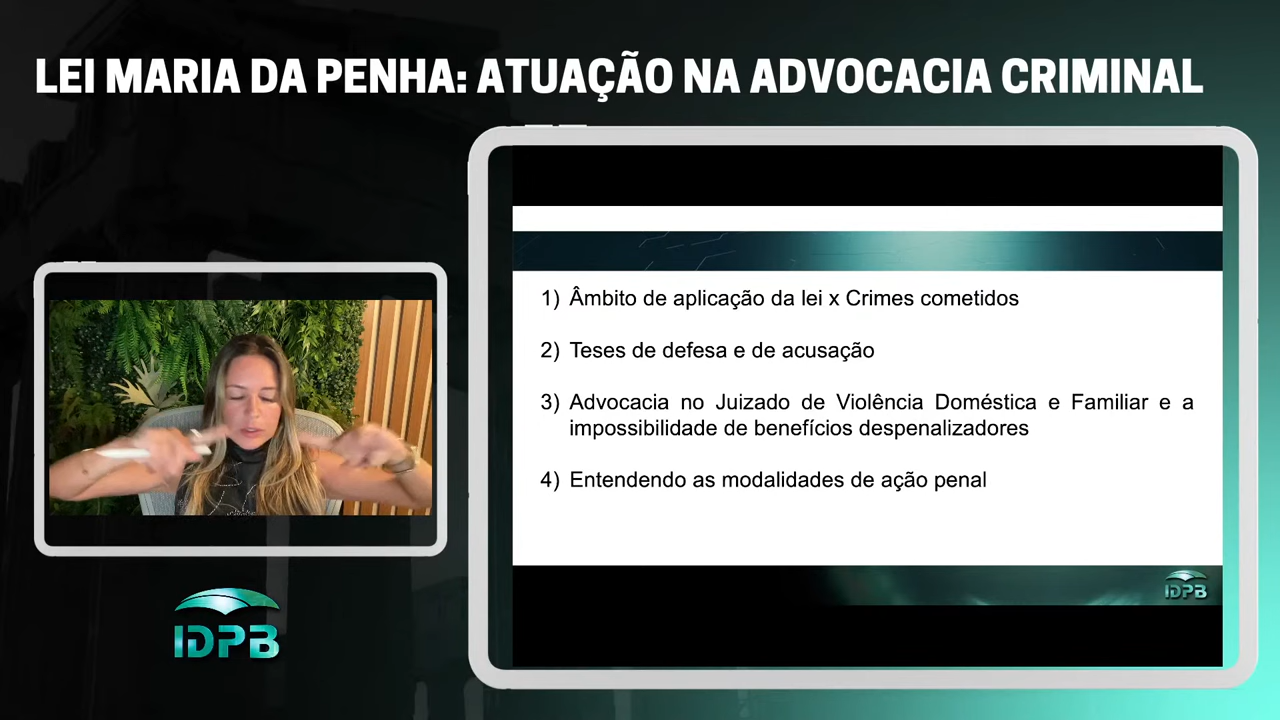 LEI MARIA DA PENHA: ATUAÇÃO NA ADVOCACIA CRIMINAL
1) Âmbito de aplicação da lei x Crimes cometidos
2) Teses de defesa e de acusação
3) Advocacia no Juizado de Violência Doméstica e Familiar e a
impossibilidade de benefícios despenalizadores
4) Entendendo as modalidades de ação penal
IDPB
IDPB